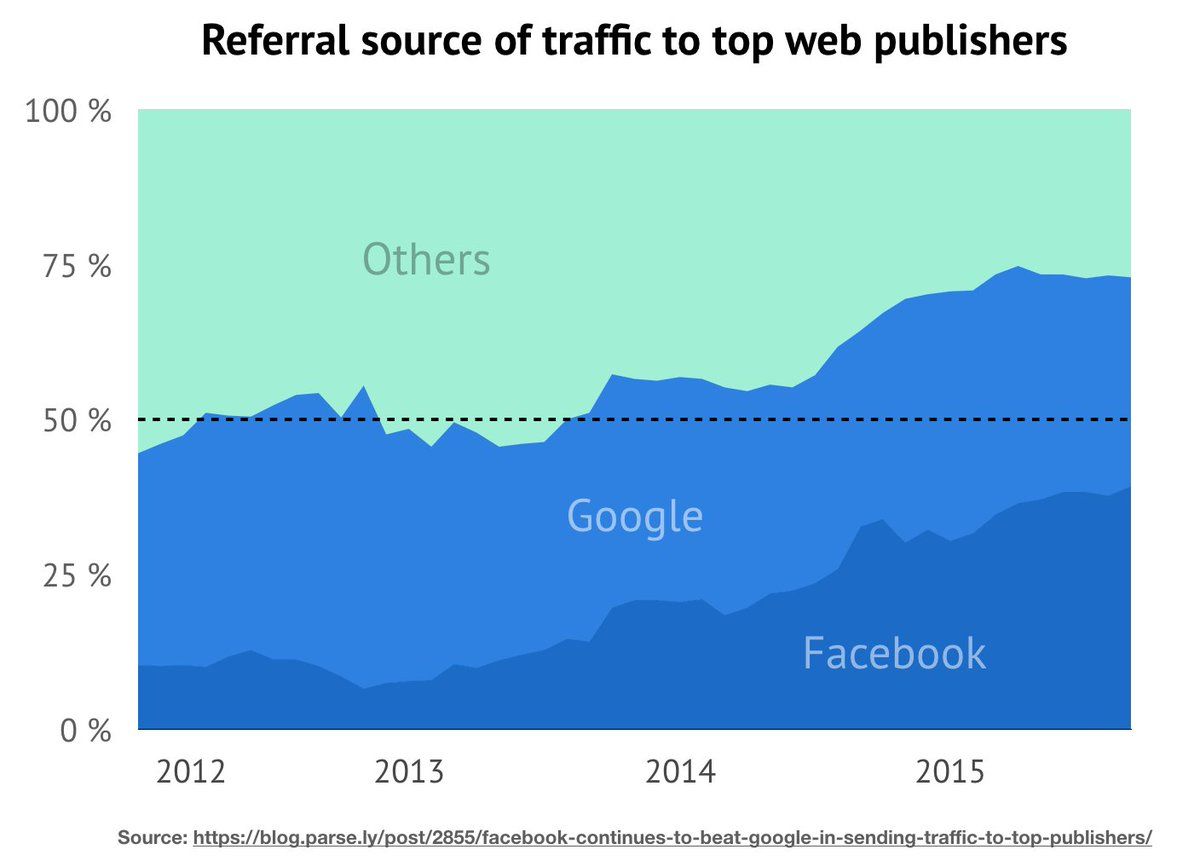 Referral source of traffic to top web publishers
100 %
Others
75 %
50 %
Google
25 %
Facebook
0 %
2012 2013 2014 2015
Source: https://blog.parse.ly/post/2855/facebook-continues-to-beat-google-in-sending-traffic-to-top-publishers/